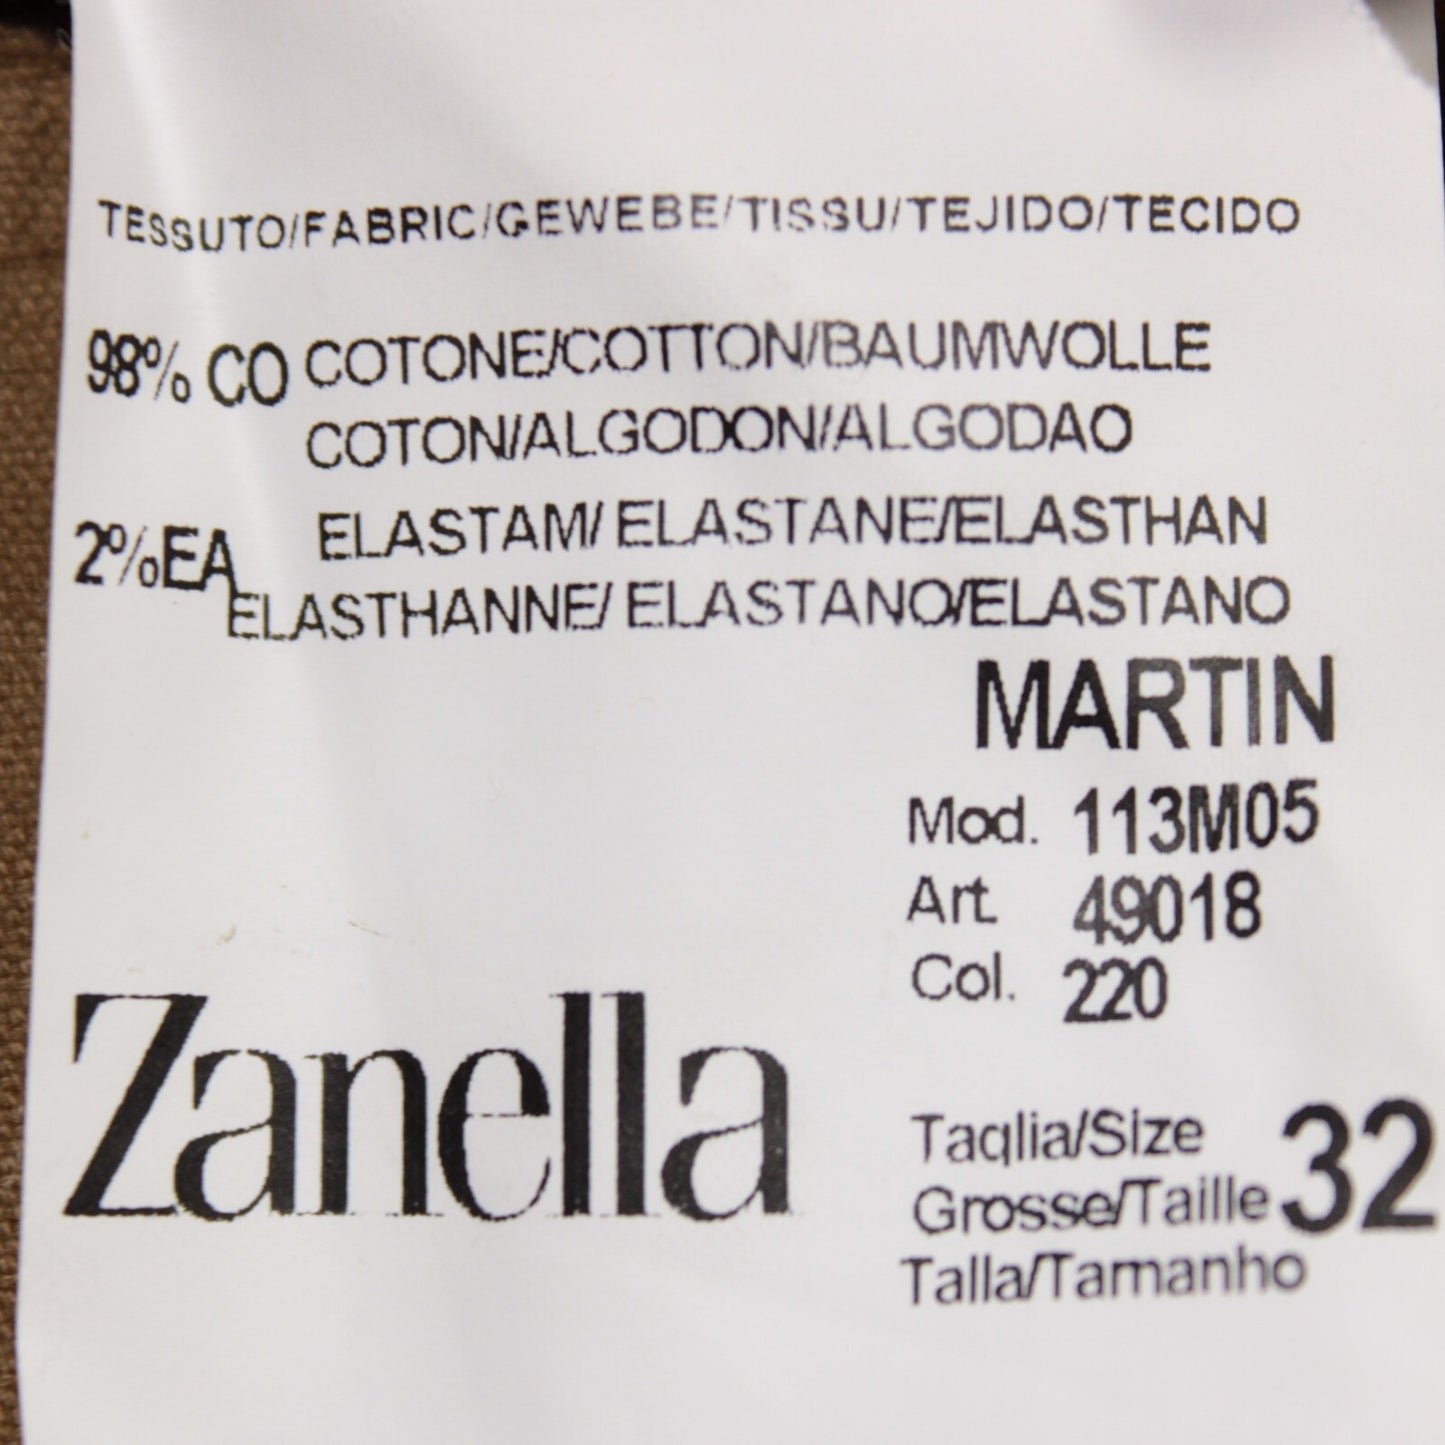 TESSUTO/FABRIC/GEWEBE/TISSU/TEJIDO/TECIDO
98% CO COTONE/COTTON/BAUMWOLLE
COTON/ALGODON/ALGODAO
2%EA ELASTAM/ ELASTANE/ELASTHAN
ELASTHANNE/ ELASTANO/ELASTANO
MARTIN
Mod. 113M05
Art. 49018
Col. 220
Zanella
Taglia/Size
Grosse/Taille 32
Talla/Tamanho